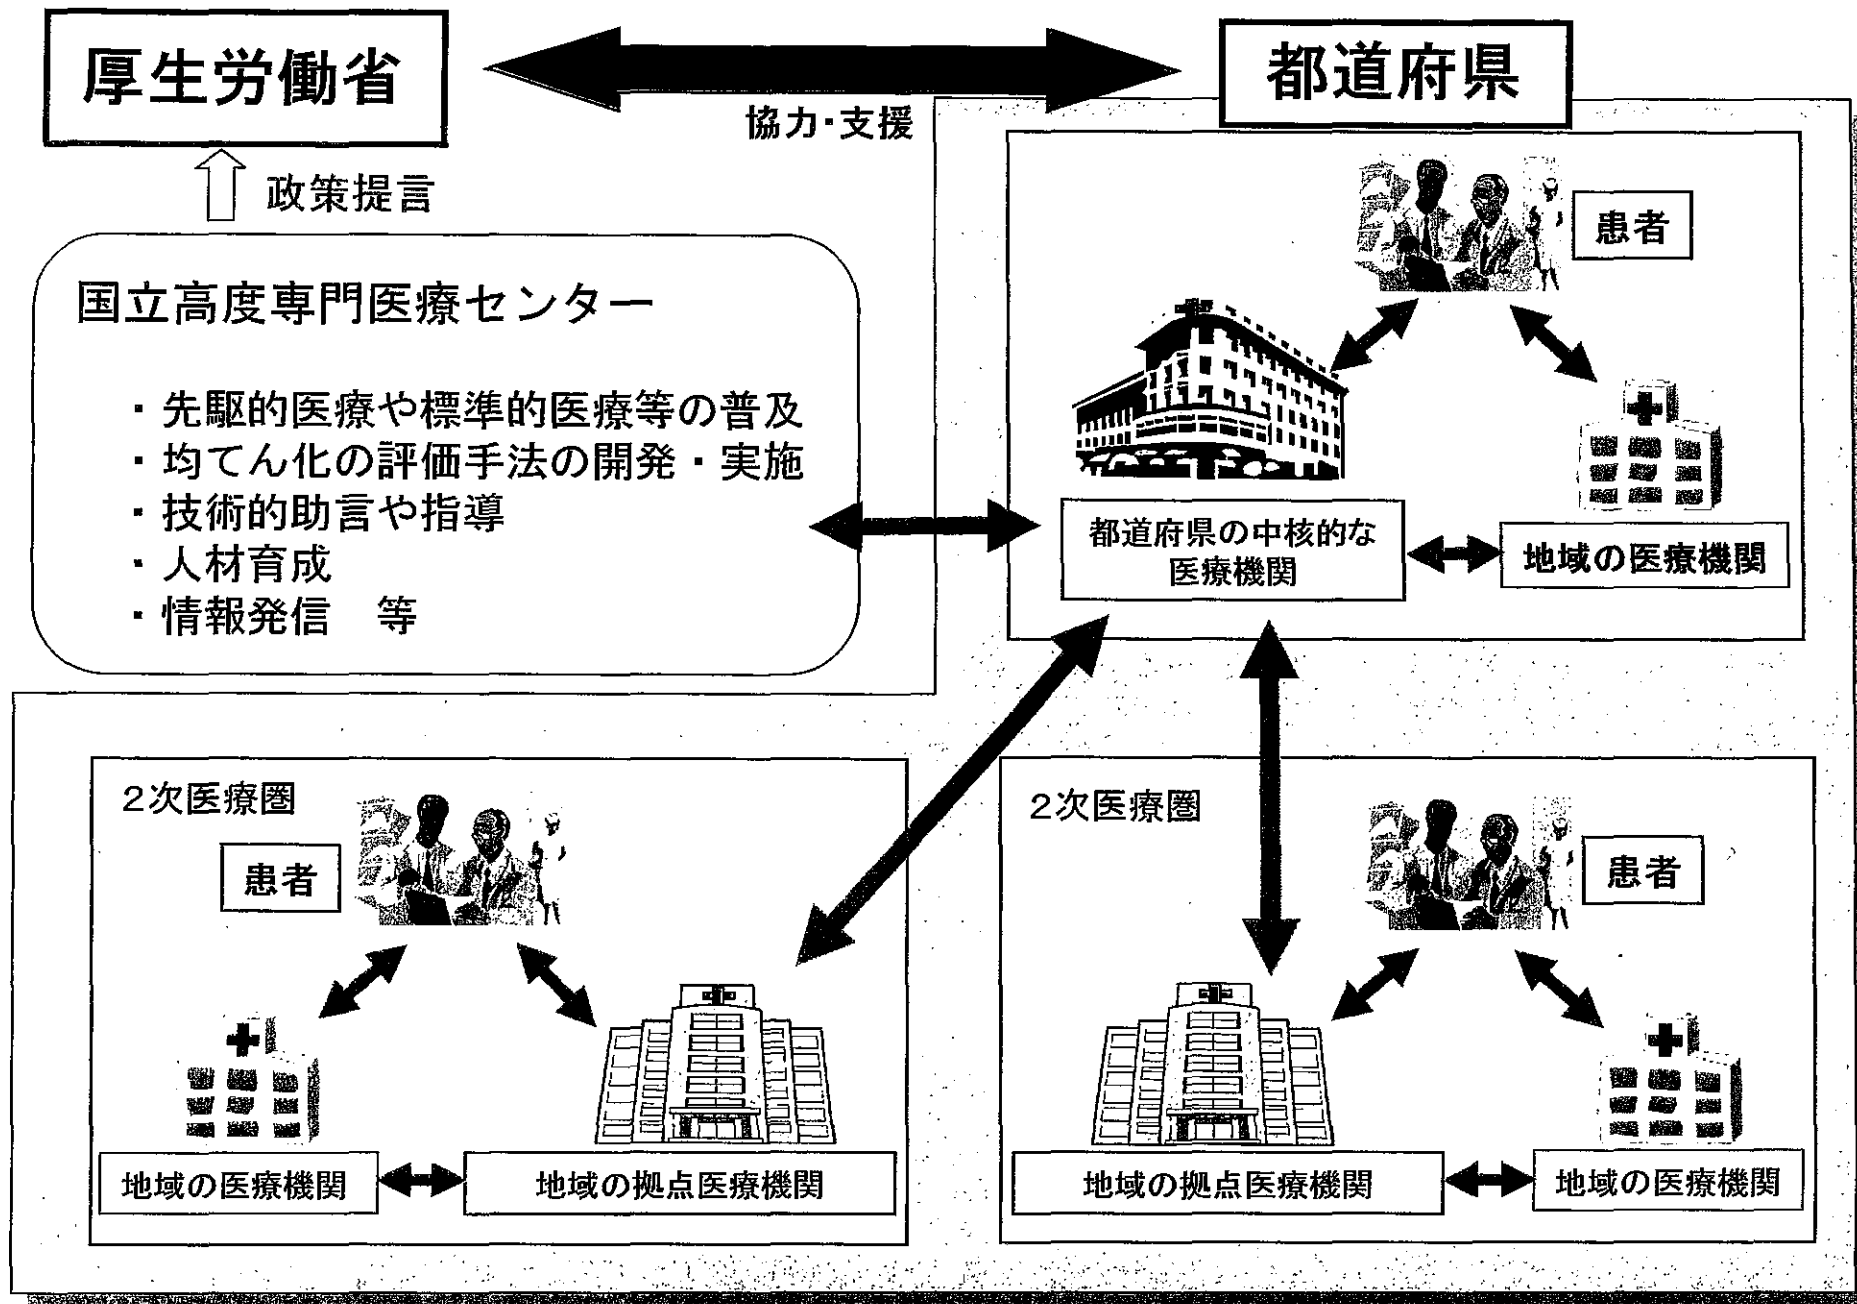 厚生労働省
協力・支援
都道府県
政策提言
国立高度専門医療センター
・先駆的医療や標準的医療等の普及
・均てん化の評価手法の開発・実施
・技術的助言や指導
・人材育成
・情報発信　等
患者
都道府県の中核的な
医療機関
地域の医療機関
2次医療圏
患者
地域の医療機関
地域の拠点医療機関
2次医療圏
患者
地域の拠点医療機関
地域の医療機関